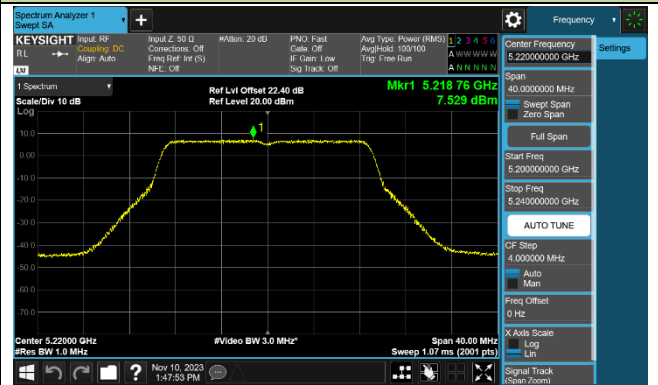 Spectrum Analyzer 1
Swept SA
Frequency
KEYSIGHT
RL
LXI
Input: RF
Coupling: DC
Align: Auto
Input Z: 50 Ω
Corrections: Off
Freq Ref: Int (S)
NFE: Off
#Atten: 20 dB
PNO: Fast
Gate: Off
IF Gain: Low
Sig Track: Off
Avg Type: Power (RMS)
Avg|Hold: 100/100
Trig: Free Run
1 2 3 4 5 6
A W W W W W
A N N N N N
1 Spectrum
Scale/Div 10 dB
Log
Ref Lvl Offset 22.40 dB
Ref Level 20.00 dBm
Mkr1 5.218 76 GHz
7.529 dBm
1
10.0
0.00
-10.0
-20.0
-30.0
-40.0
-50.0
-60.0
-70.0
Center 5.22000 GHz
#Res BW 1.0 MHz
#Video BW 3.0 MHz*
Span 40.00 MHz
Sweep 1.07 ms (2001 pts)
Nov 10, 2023
1:47:53 PM
Center Frequency
5.220000000 GHz
Settings
Span
40.0000000 MHz
Swept Span
Zero Span
Full Span
Start Freq
5.200000000 GHz
Stop Freq
5.240000000 GHz
AUTO TUNE
CF Step
4.000000 MHz
Auto
Man
Freq Offset
0 Hz
X Axis Scale
Log
Lin
Signal Track
(Span Zoom)